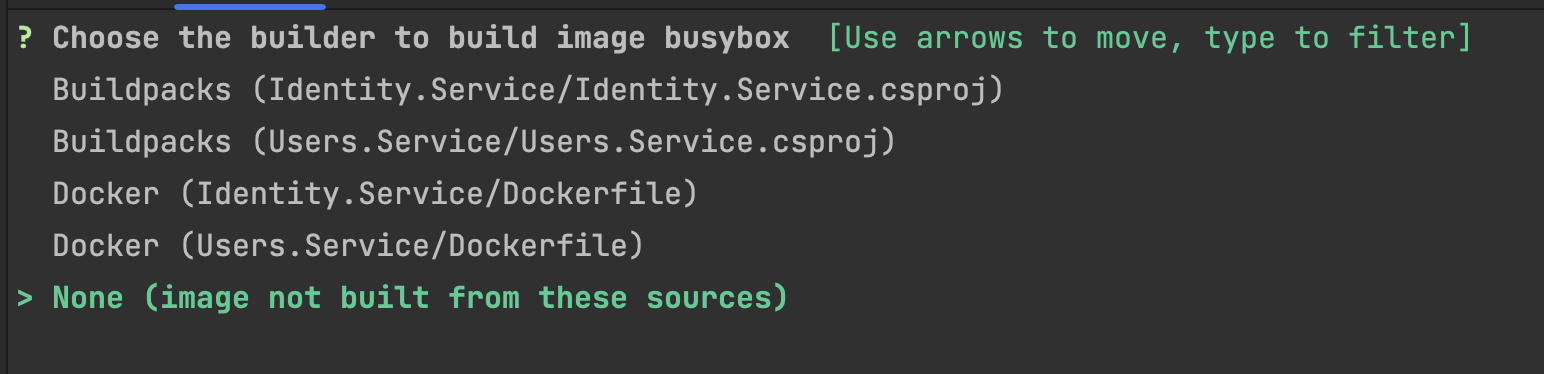 ? Choose the builder to build image busybox  [Use arrows to move, type to filter]
  Buildpacks (Identity.Service/Identity.Service.csproj)
  Buildpacks (Users.Service/Users.Service.csproj)
  Docker (Identity.Service/Dockerfile)
  Docker (Users.Service/Dockerfile)
> None (image not built from these sources)